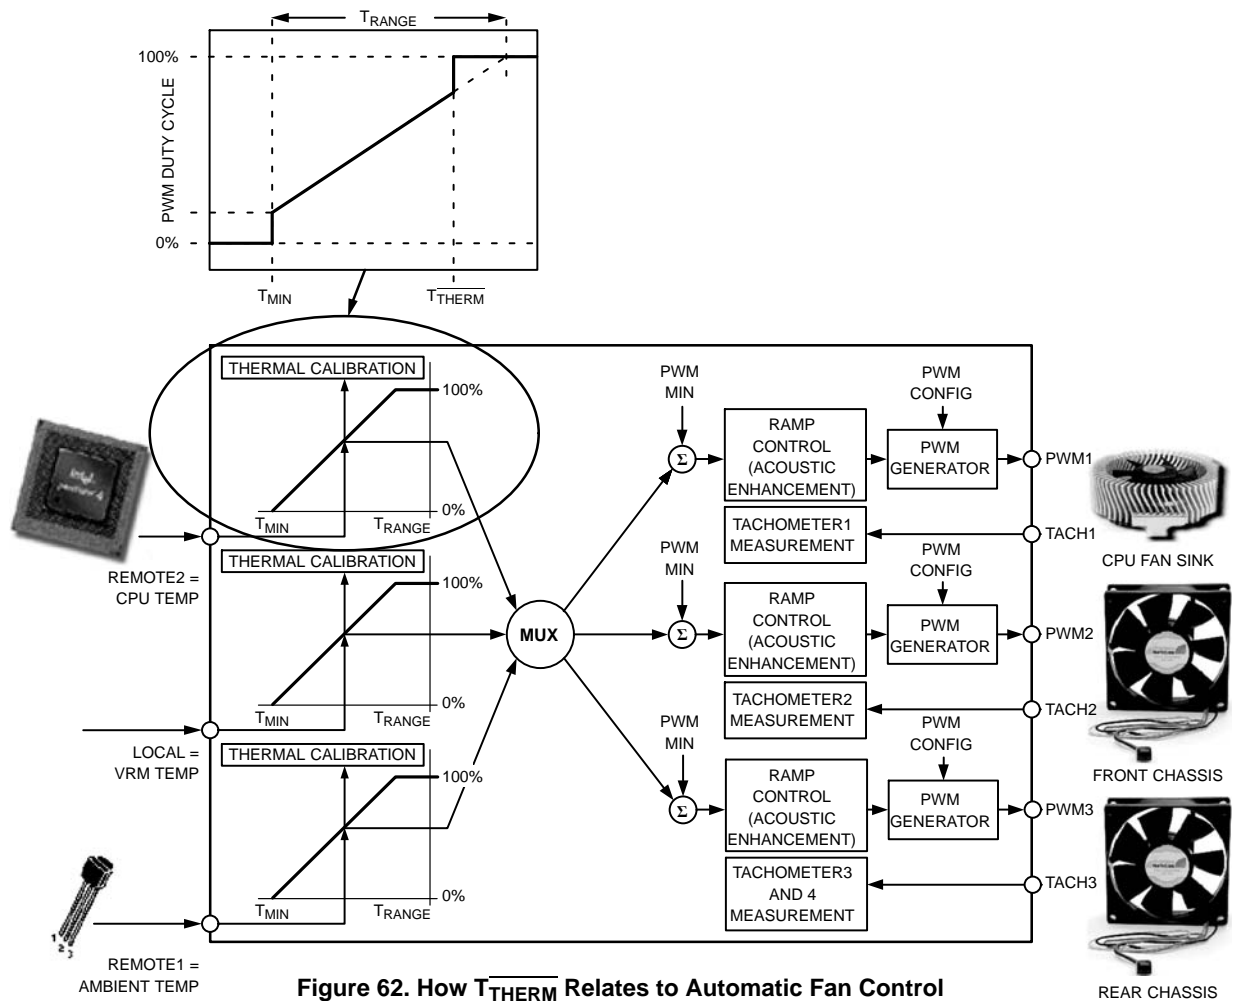 TRANGE
100%
PWM DUTY CYCLE
0%
TMIN
TTHERM
THERMAL CALIBRATION
100%
0%
TMIN
TRANGE
REMOTE2 =
CPU TEMP
THERMAL CALIBRATION
100%
0%
TMIN
TRANGE
LOCAL =
VRM TEMP
THERMAL CALIBRATION
100%
0%
TMIN
TRANGE
REMOTE1 =
AMBIENT TEMP
1
2
3
MUX
PWM
MIN
Σ
RAMP
CONTROL
(ACOUSTIC
ENHANCEMENT)
PWM
CONFIG
PWM
GENERATOR
PWM1
TACHOMETER1
MEASUREMENT
TACH1
CPU FAN SINK
PWM
MIN
Σ
RAMP
CONTROL
(ACOUSTIC
ENHANCEMENT)
PWM
CONFIG
PWM
GENERATOR
PWM2
TACHOMETER2
MEASUREMENT
TACH2
FRONT CHASSIS
PWM
MIN
Σ
RAMP
CONTROL
(ACOUSTIC
ENHANCEMENT)
PWM
CONFIG
PWM
GENERATOR
PWM3
TACHOMETER3
AND 4
MEASUREMENT
TACH3
REAR CHASSIS
Figure 62. How TTHERM Relates to Automatic Fan Control